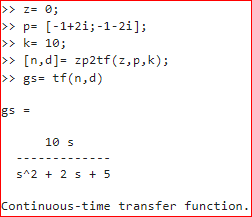 >> z= 0;
>> p= [-1+2i;-1-2i];
>> k= 10;
>> [n,d]= zp2tf(z,p,k);
>> gs= tf(n,d)
gs =
10 s
-------------
s^2 + 2 s + 5
Continuous-time transfer function.